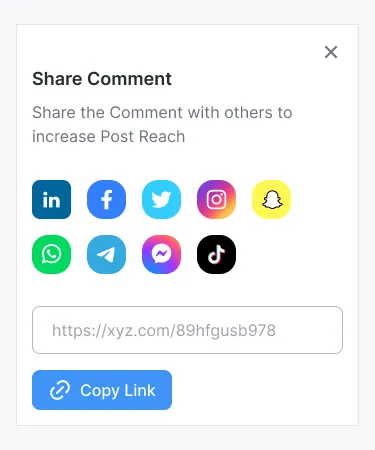 Share Comment
Share the Comment with others to
increase Post Reach
in
https://xyz.com/89hfgusb978
Copy Link